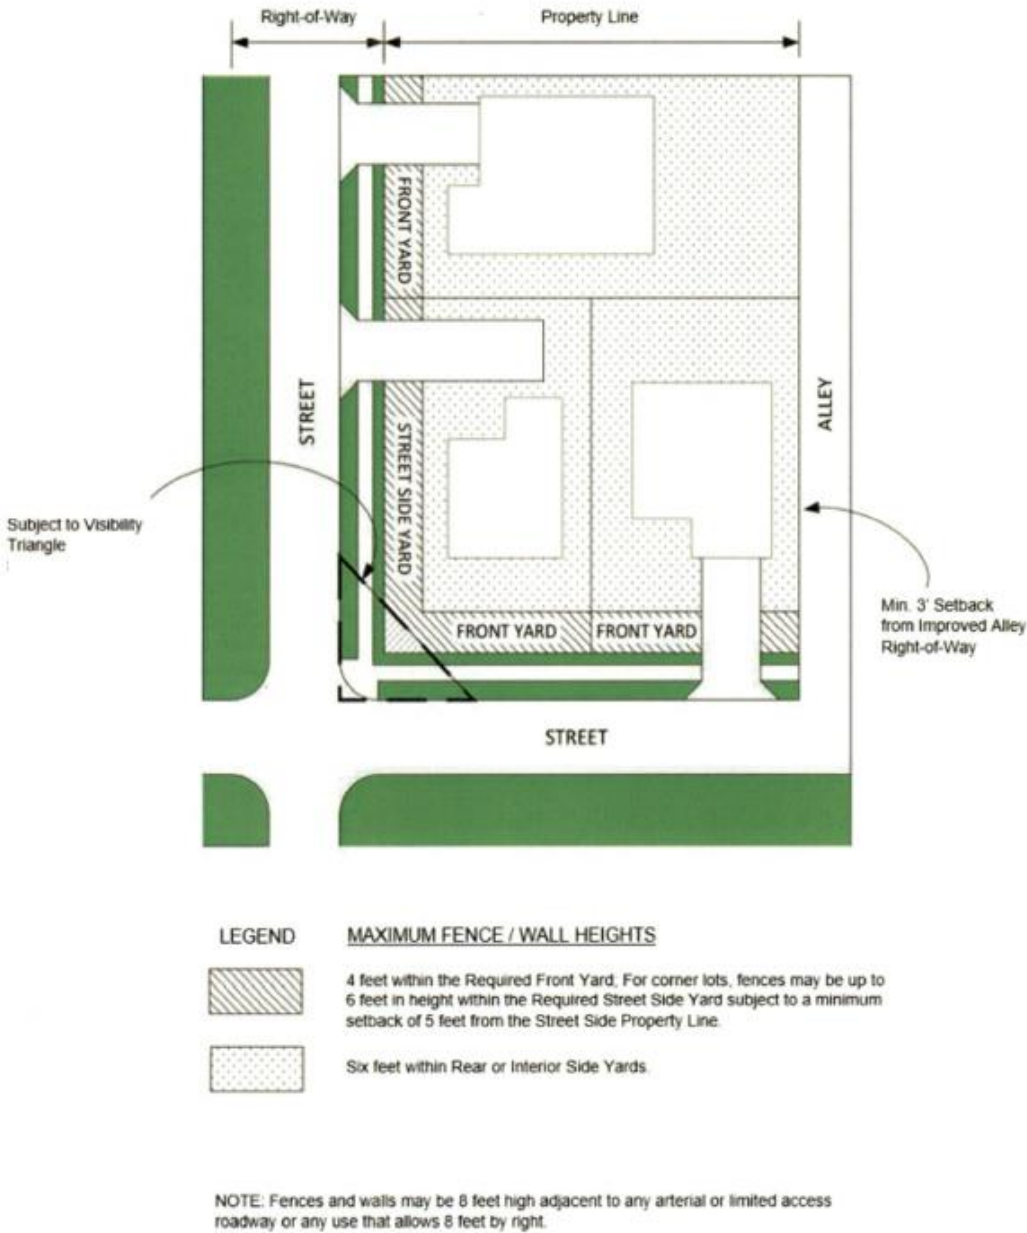 Right-of-Way
Property Line
FRONT YARD
STREET
ALLEY
STREET SIDE YARD
Subject to Visibility
Triangle
Min. 3' Setback
from Improved Alley
Right-of-Way
FRONT YARD
FRONT YARD
STREET
LEGEND
MAXIMUM FENCE / WALL HEIGHTS
4 feet within the Required Front Yard. For corner lots, fences may be up to
6 feet in height within the Required Street Side Yard subject to a minimum
setback of 5 feet from the Street Side Property Line.
Six feet within Rear or Interior Side Yards.
NOTE: Fences and walls may be 8 feet high adjacent to any arterial or limited access
roadway or any use that allows 8 feet by right.